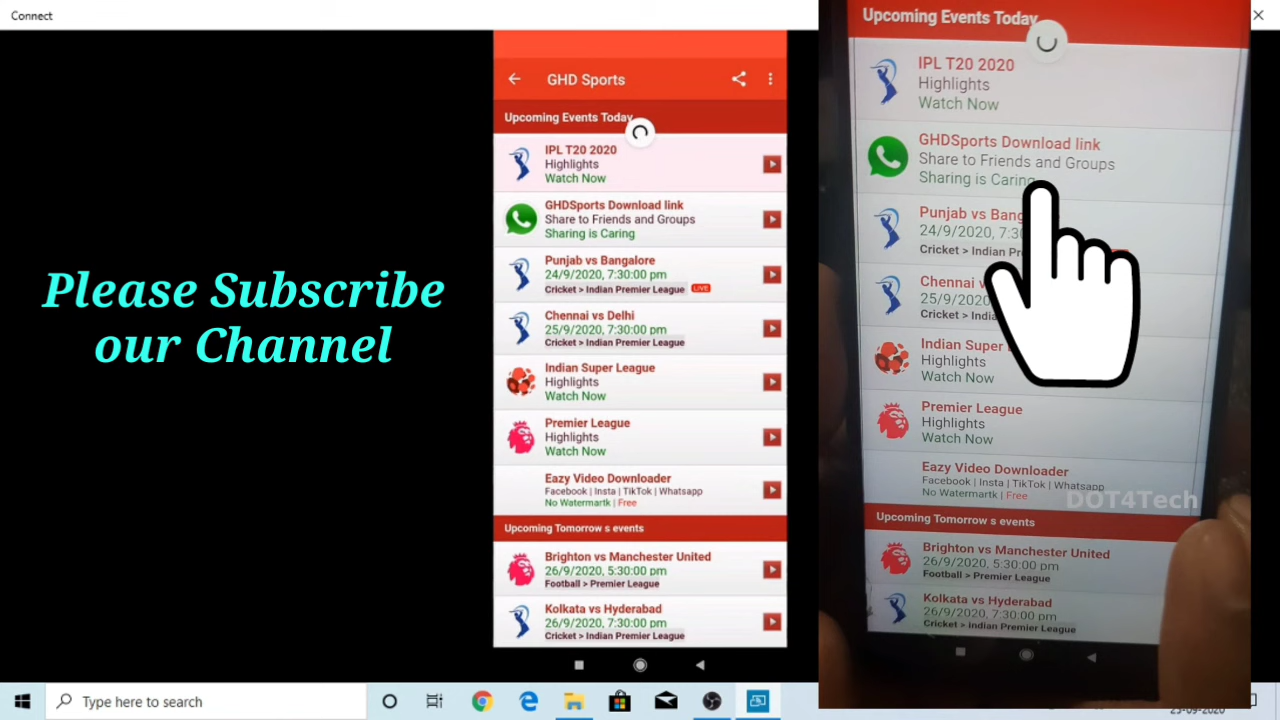 Connect
Please Subscribe
our Channel
GHD Sports
Upcoming Events Today
IPL T20 2020
Highlights
Watch Now
GHDSports Download link
Share to Friends and Groups
Sharing is Caring
Punjab vs Bangalore
24/9/2020, 7:30:00 pm
Cricket > Indian Premier League LIVE
Chennai vs Delhi
25/9/2020, 7:30:00 pm
Cricket > Indian Premier League
Indian Super League
Highlights
Watch Now
Premier League
Highlights
Watch Now
Eazy Video Downloader
Facebook | Insta | TikTok | Whatsapp
No Watermartk | Free
Upcoming Tomorrow s events
Brighton vs Manchester United
26/9/2020, 5:30:00 pm
Football > Premier League
Kolkata vs Hyderabad
26/9/2020, 7:30:00 pm
Cricket > Indian Premier League
Upcoming Events Today
IPL T20 2020
Highlights
Watch Now
GHDSports Download link
Share to Friends and Groups
Sharing is Caring
Punjab vs
24/9/2020,
Cricket >
Chennai
25/9/2020
Cricket >
Indian Super
Highlights
Watch Now
Premier League
Highlights
Watch Now
Eazy Video Downloader
Facebook | Insta | TikTok | Whatsapp
No Watermartk | Free
DOT4Tech
Upcoming Tomorrow s events
Brighton vs Manchester United
26/9/2020, 5:30:00 pm
Football > Premier League
Kolkata vs Hyderabad
26/9/2020, 7:30:00 pm
Cricket > Indian Premier League
Type here to search